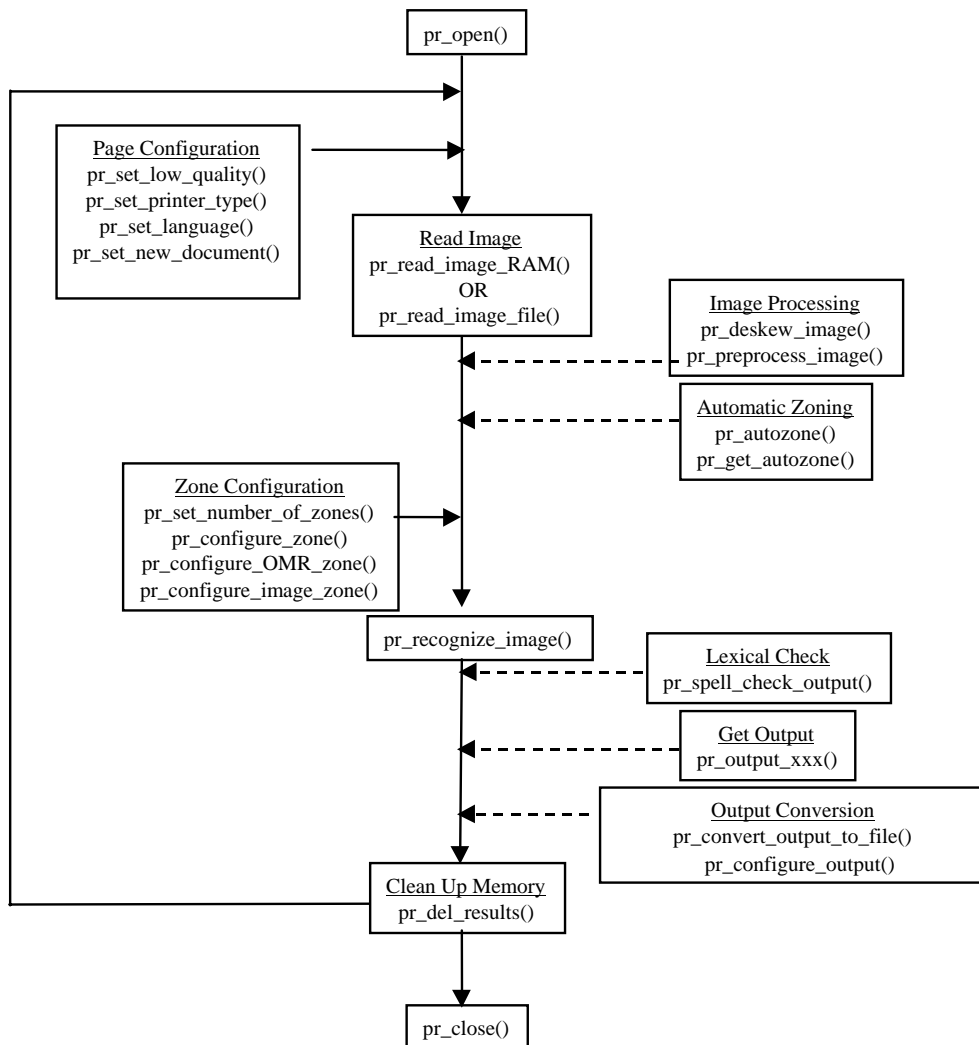 pr_open()
Page Configuration
pr_set_low_quality()
pr_set_printer_type()
pr_set_language()
pr_set_new_document()
Read Image
pr_read_image_RAM()
OR
pr_read_image_file()
Image Processing
pr_deskew_image()
pr_preprocess_image()
Automatic Zoning
pr_autozone()
pr_get_autozone()
Zone Configuration
pr_set_number_of_zones()
pr_configure_zone()
pr_configure_OMR_zone()
pr_configure_image_zone()
pr_recognize_image()
Lexical Check
pr_spell_check_output()
Get Output
pr_output_xxx()
Output Conversion
pr_convert_output_to_file()
pr_configure_output()
Clean Up Memory
pr_del_results()
pr_close()